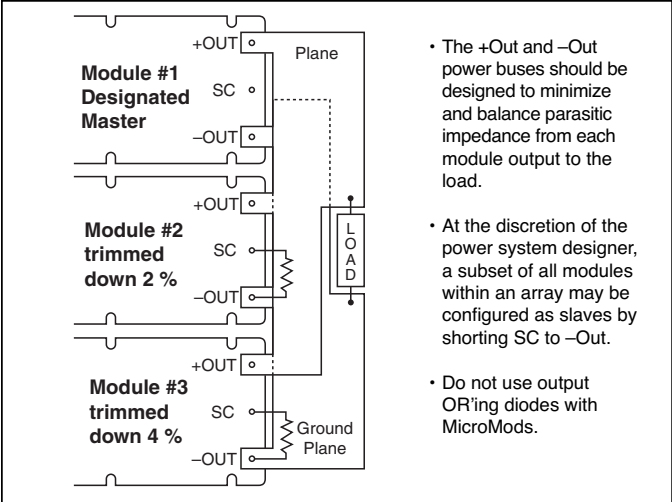 +OUT
Plane
Module #1
Designated
Master
SC
–OUT
+OUT
Module #2
trimmed
down 2 %
SC
–OUT
LOAD
+OUT
Module #3
trimmed
down 4 %
SC
Ground
Plane
–OUT
• The +Out and –Out
power buses should be
designed to minimize
and balance parasitic
impedance from each
module output to the
load.
• At the discretion of the
power system designer,
a subset of all modules
within an array may be
configured as slaves by
shorting SC to –Out.
• Do not use output
OR'ing diodes with
MicroMods.